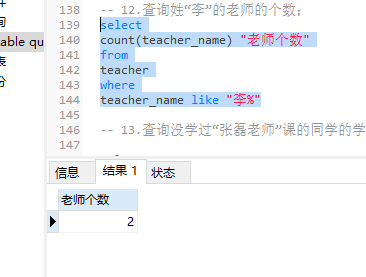 138
-- 12.查询姓“李”的老师的个数;
139
select
140
count(teacher_name) "老师个数"
141
from
142
teacher
143
where
144
teacher_name like "李%"
145
146
-- 13.查询没学过“张磊老师”课的同学的学
147
询
able qu
表
份
信息
结果 1
状态
老师个数
2